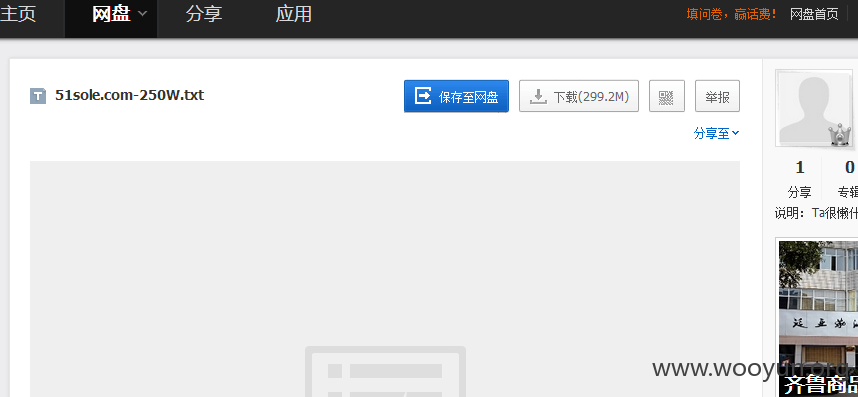 主页 网盘 分享 应用 填问卷，赢话费！ 网盘首页
51sole.com-250W.txt 保存至网盘 下载(299.2M) 举报
分享至
1 0
分享 专辑
说明：Ta很懒什
www.wooyun.org
齐鲁商品